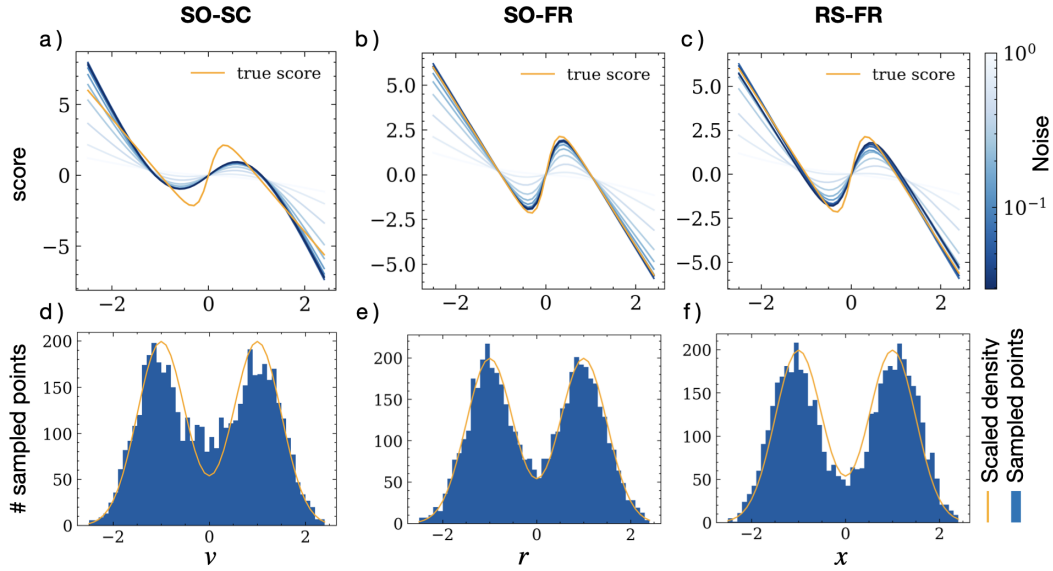 SO-SC
SO-FR
RS-FR
a)
b)
c)
true score
true score
true score
score
5
0
−5
−2 0 2
5.0
2.5
0.0
−2.5
−5.0
−2 0 2
5.0
2.5
0.0
−2.5
−5.0
−2 0 2
10⁰
10⁻¹
Noise
d)
e)
f)
# sampled points
200
150
100
50
0
−2 0 2
v
200
150
100
50
0
−2 0 2
r
200
150
100
50
0
−2 0 2
x
Scaled density
Sampled points